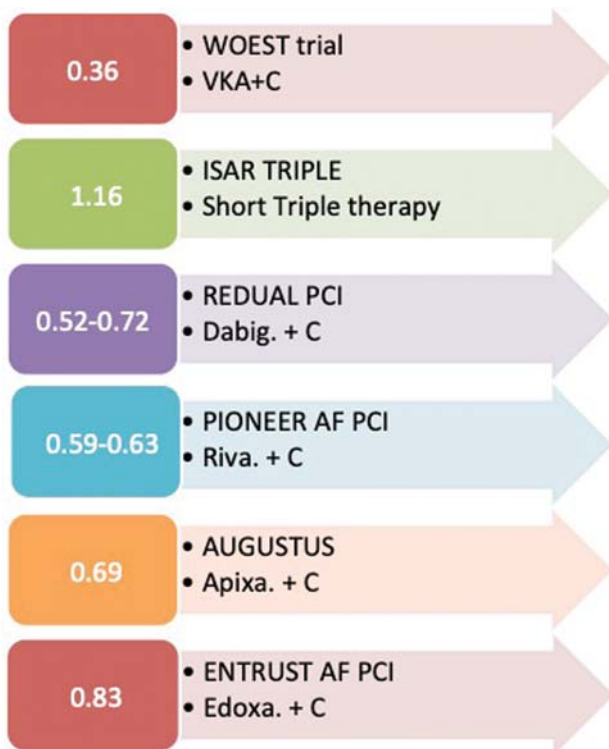 0.36
• WOEST trial
• VKA+C
1.16
• ISAR TRIPLE
• Short Triple therapy
0.52-0.72
• REDUAL PCI
• Dabig. + C
0.59-0.63
• PIONEER AF PCI
• Riva. + C
0.69
• AUGUSTUS
• Apixa. + C
0.83
• ENTRUST AF PCI
• Edoxa. + C